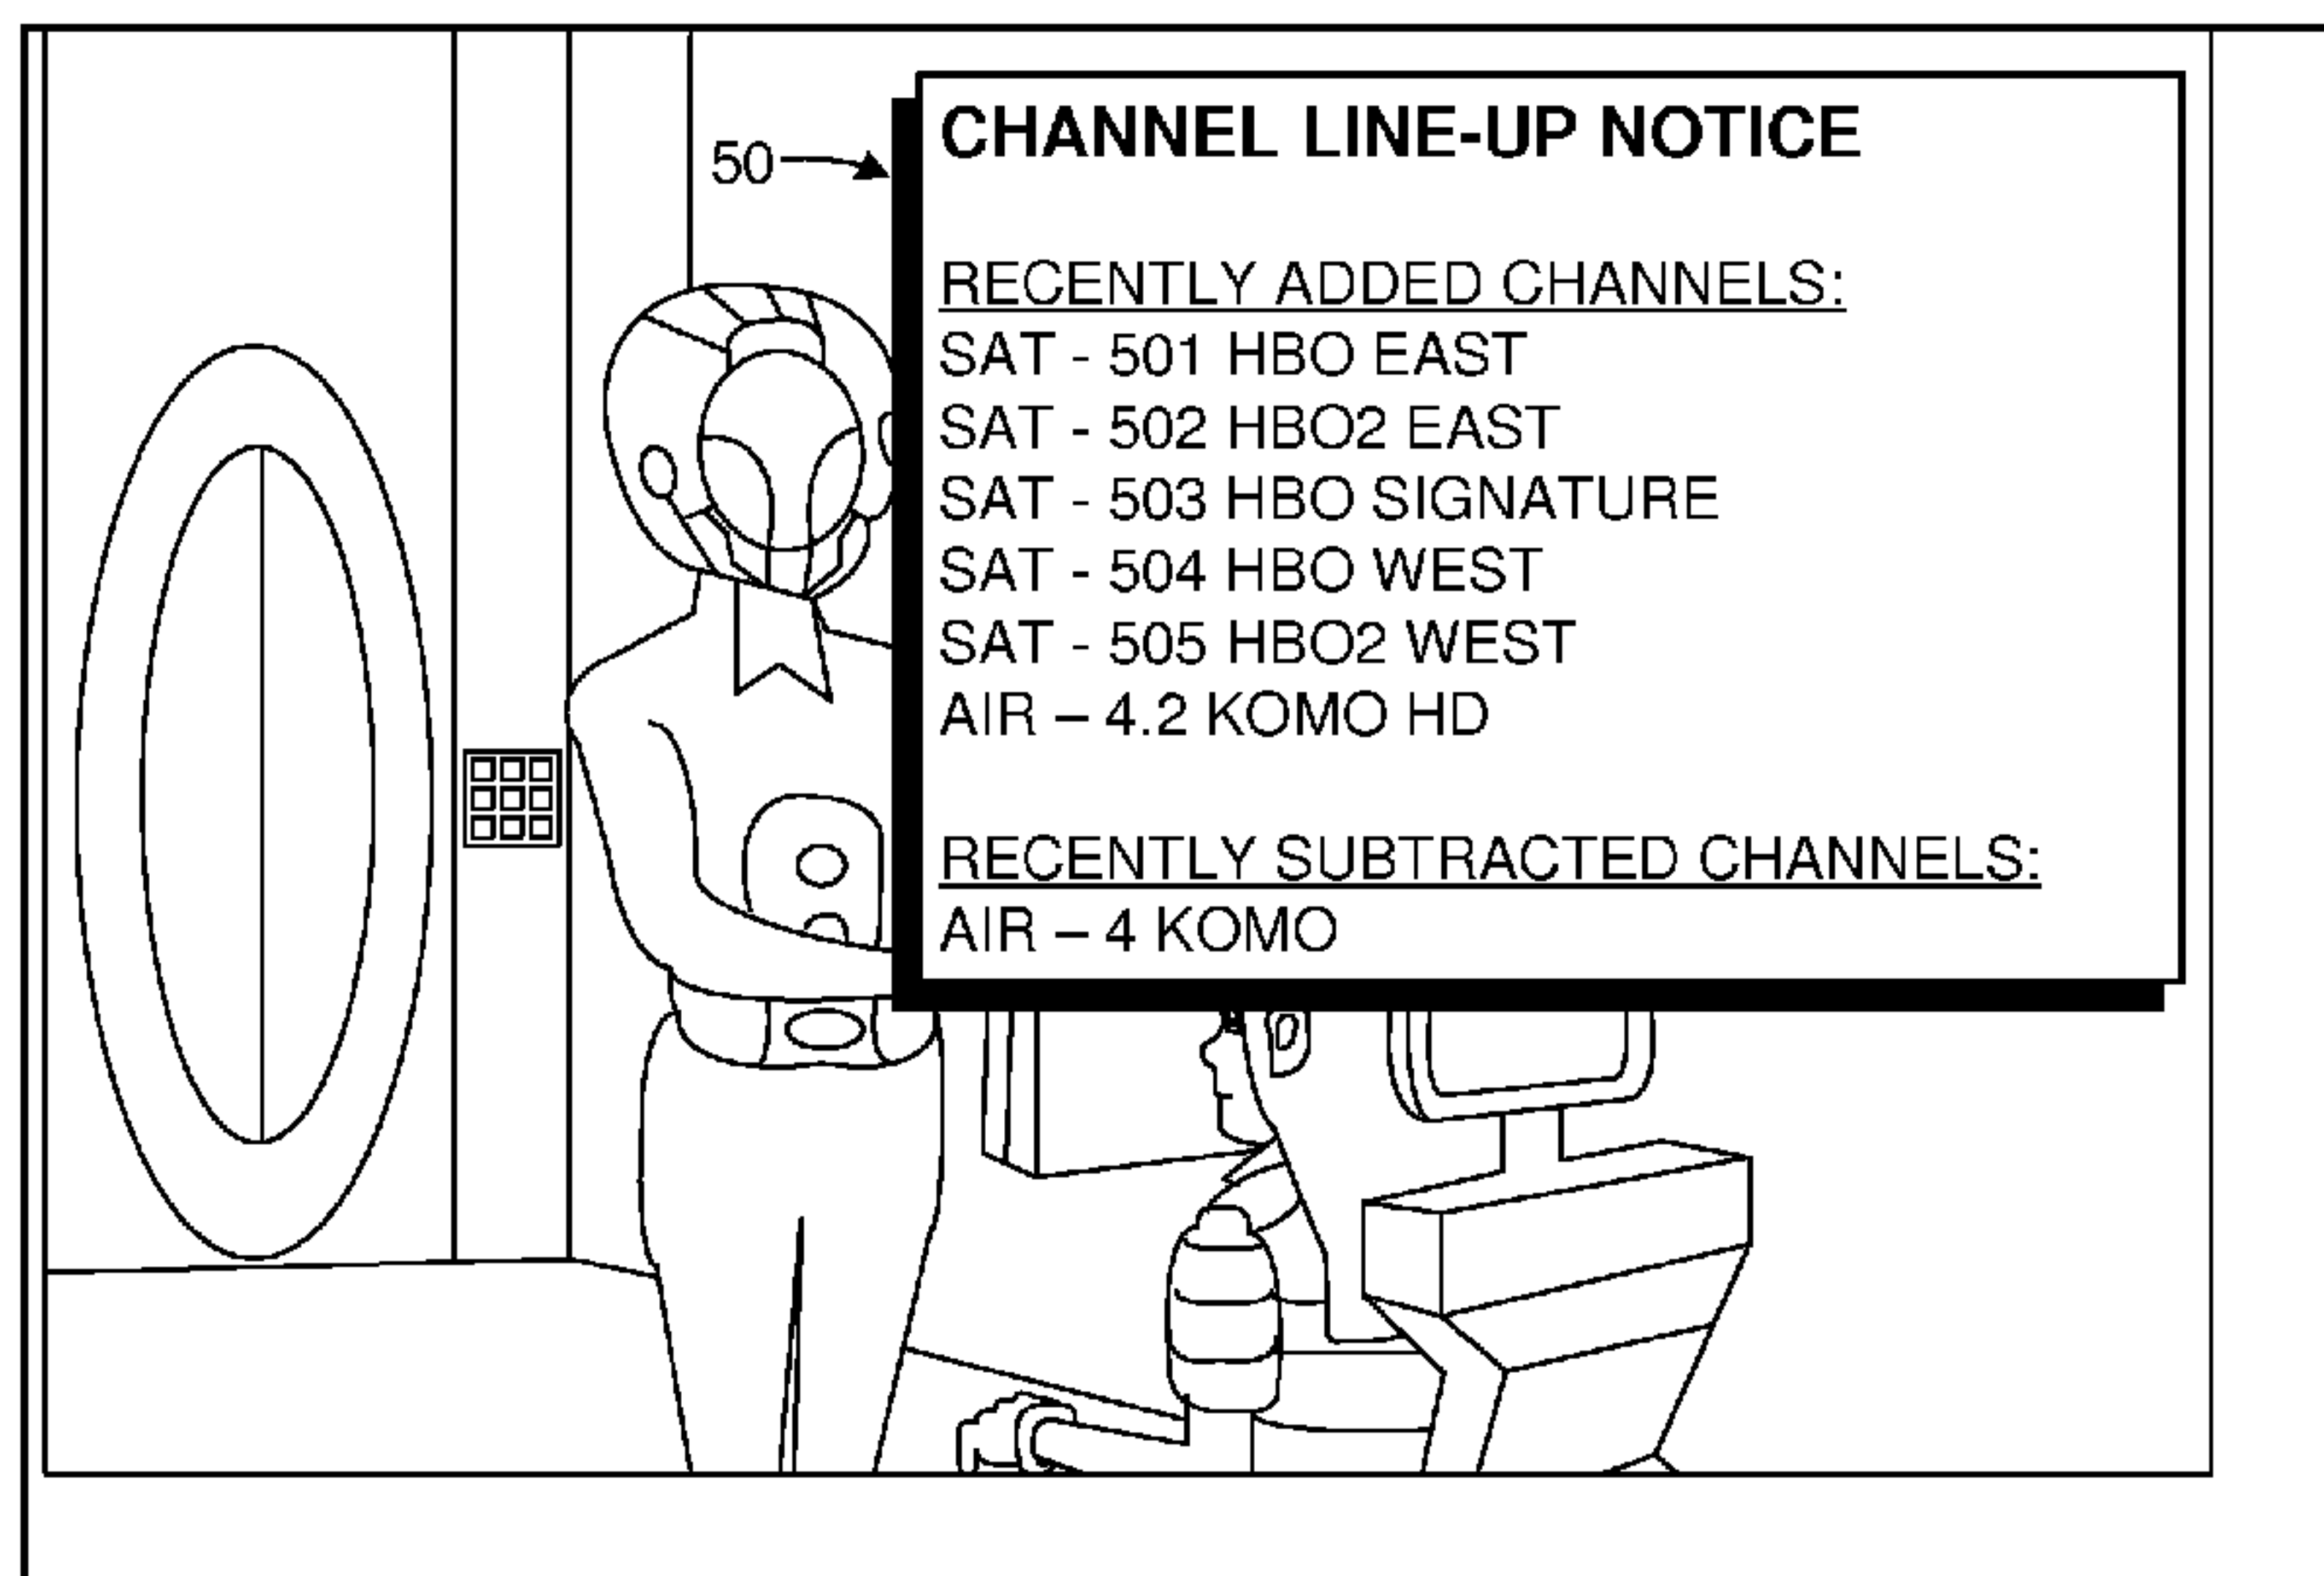 50
CHANNEL LINE-UP NOTICE
RECENTLY ADDED CHANNELS:
SAT - 501 HBO EAST
SAT - 502 HBO2 EAST
SAT - 503 HBO SIGNATURE
SAT - 504 HBO WEST
SAT - 505 HBO2 WEST
AIR – 4.2 KOMO HD
RECENTLY SUBTRACTED CHANNELS:
AIR – 4 KOMO